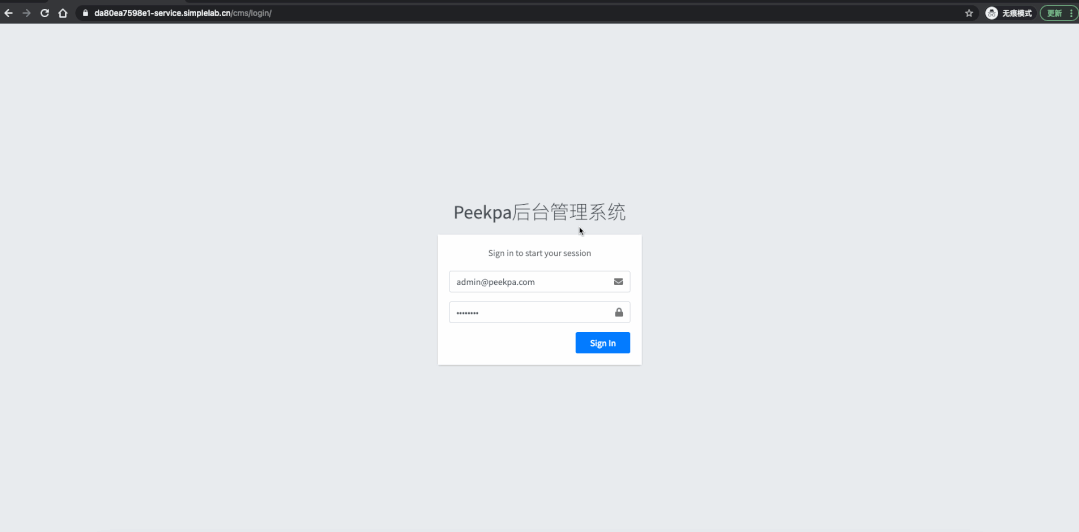 da80ea7598e1-service.simplelab.cn/cms/login/
无痕模式
更新
Peekpa后台管理系统
Sign in to start your session
admin@peekpa.com
••••••••
Sign In